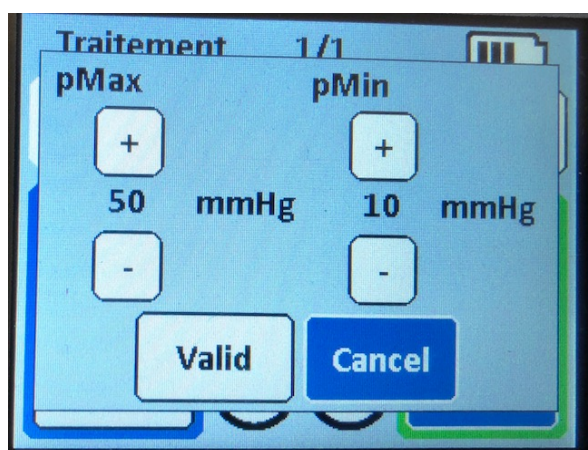 Traitement 1/1
pMax pMin
+ +
50 mmHg 10 mmHg
- -
Valid Cancel